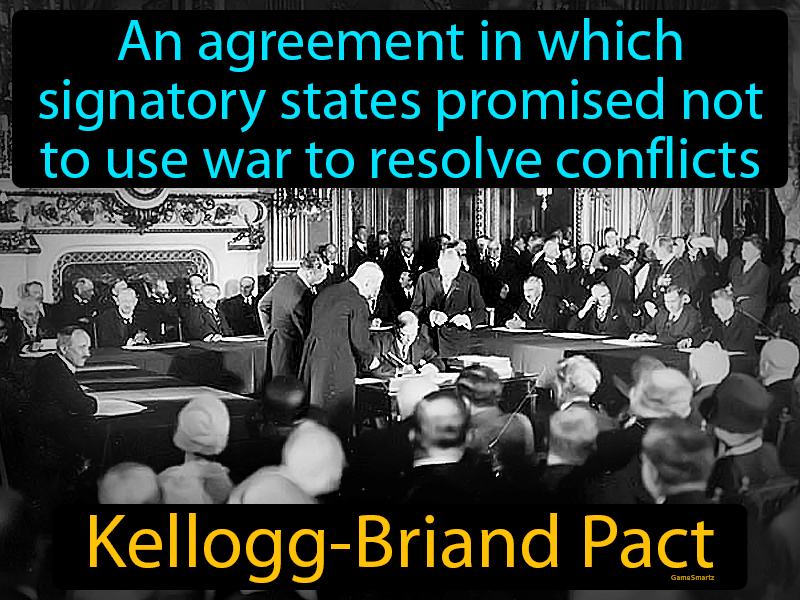 An agreement in which
signatory states promised not
to use war to resolve conflicts
Kellogg-Briand Pact
GameSmartz